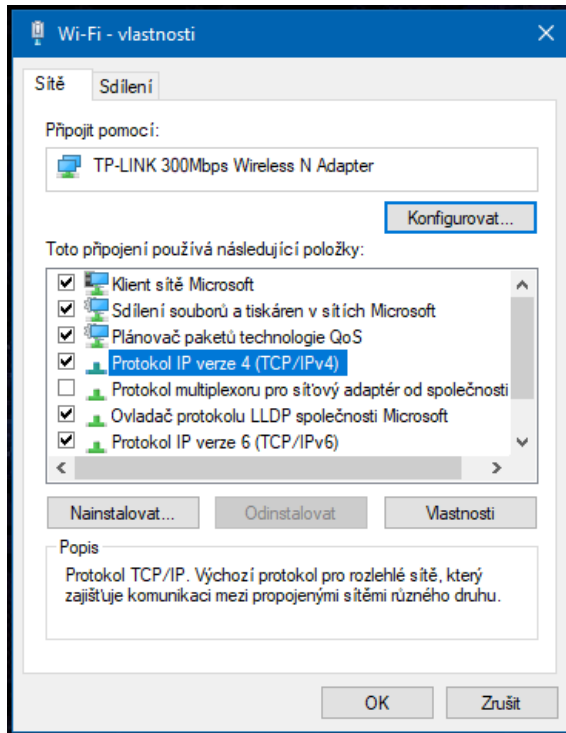 Wi-Fi - vlastnosti
Sítě
Sdílení
Připojit pomocí:
TP-LINK 300Mbps Wireless N Adapter
Konfigurovat...
Toto připojení používá následující položky:
Klient sítě Microsoft
Sdílení souborů a tiskáren v sítích Microsoft
Plánovač paketů technologie QoS
Protokol IP verze 4 (TCP/IPv4)
Protokol multiplexoru pro síťový adaptér od společnosti
Ovladač protokolu LLDP společnosti Microsoft
Protokol IP verze 6 (TCP/IPv6)
Nainstalovat...
Odinstalovat
Vlastnosti
Popis
Protokol TCP/IP. Výchozí protokol pro rozlehlé sítě, který
zajišťuje komunikaci mezi propojenými sítěmi různého druhu.
OK
Zrušit